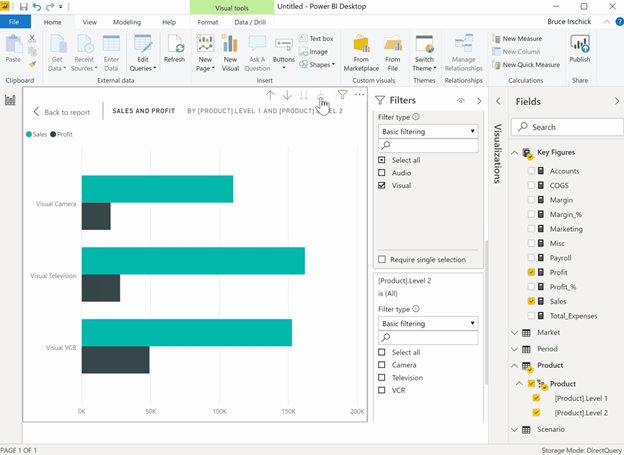 Visual tools
Untitled - Power BI Desktop
Bruce Irschick
File
Home
View
Modeling
Help
Format
Data / Drill
Paste
Get Data
Recent Sources
Enter Data
Edit Queries
Refresh
New Page
New Visual
Ask A Question
Buttons
Text box
Image
Shapes
From Marketplace
From File
Switch Theme
Manage Relationships
New Measure
New Column
New Quick Measure
Publish
Clipboard
External data
Insert
Custom visuals
Themes
Relationships
Calculations
Share
Back to report
SALES AND PROFIT
BY [PRODUCT].LEVEL 1 AND [PRODUCT].LEVEL 2
Sales
Profit
Visual Camera
Visual Television
Visual VCR
0K
50K
100K
150K
200K
Filters
Filter type
Basic filtering
Select all
Audio
Visual
Require single selection
[Product].Level 2
is (All)
Filter type
Basic filtering
Select all
Camera
Television
VCR
Visualizations
Fields
Search
Key Figures
Accounts
COGS
Margin
Margin_%
Marketing
Misc
Payroll
Profit
Profit_%
Sales
Total_Expenses
Market
Period
Product
Product
[Product].Level 1
[Product].Level 2
Scenario
PAGE 1 OF 1
Storage Mode: DirectQuery